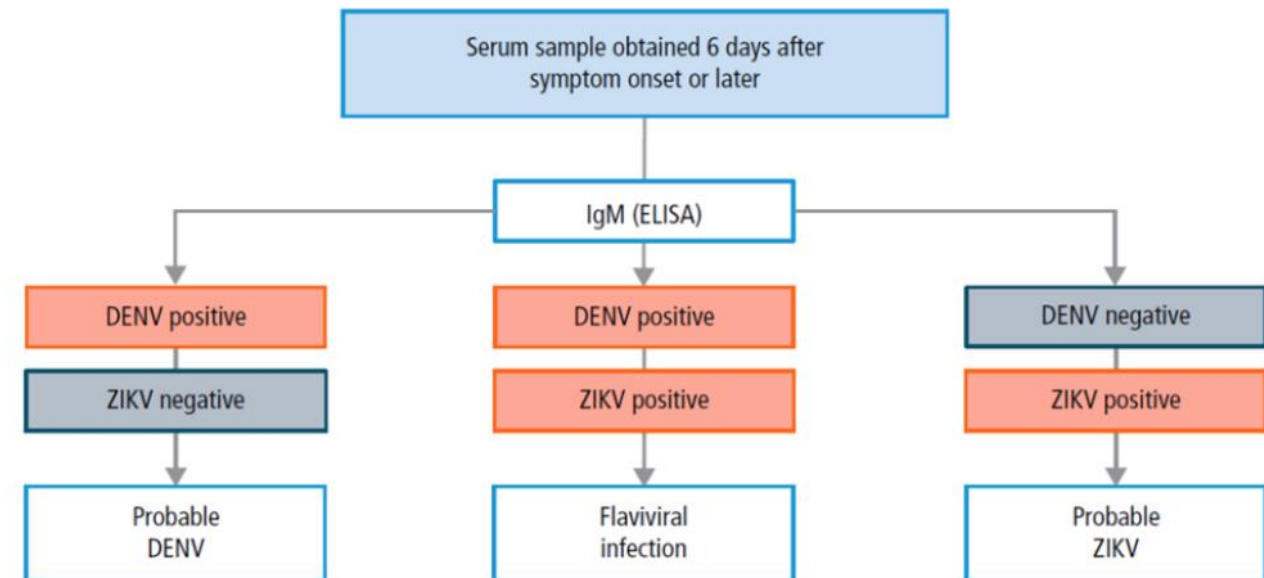 Serum sample obtained 6 days after
symptom onset or later
IgM (ELISA)
DENV positive
DENV positive
DENV negative
ZIKV negative
ZIKV positive
ZIKV positive
Probable
DENV
Flaviviral
infection
Probable
ZIKV